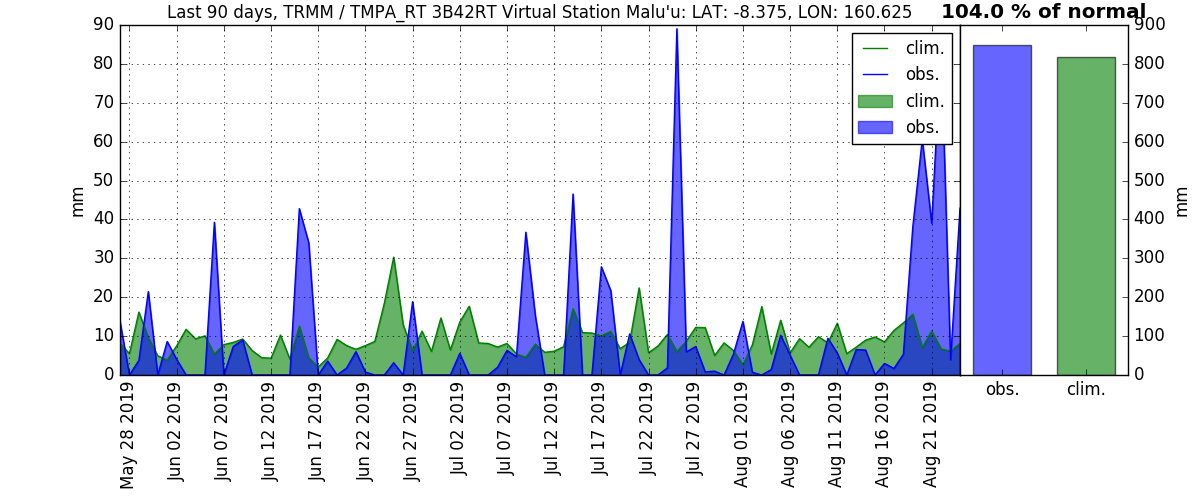 Last 90 days, TRMM / TMPA_RT 3B42RT Virtual Station Malu'u: LAT: -8.375, LON: 160.625
104.0 % of normal
90
80
70
60
50
40
30
20
10
0
mm
clim.
obs.
clim.
obs.
900
800
700
600
500
400
300
200
100
0
mm
May 28 2019
Jun 02 2019
Jun 07 2019
Jun 12 2019
Jun 17 2019
Jun 22 2019
Jun 27 2019
Jul 02 2019
Jul 07 2019
Jul 12 2019
Jul 17 2019
Jul 22 2019
Jul 27 2019
Aug 01 2019
Aug 06 2019
Aug 11 2019
Aug 16 2019
Aug 21 2019
obs.
clim.